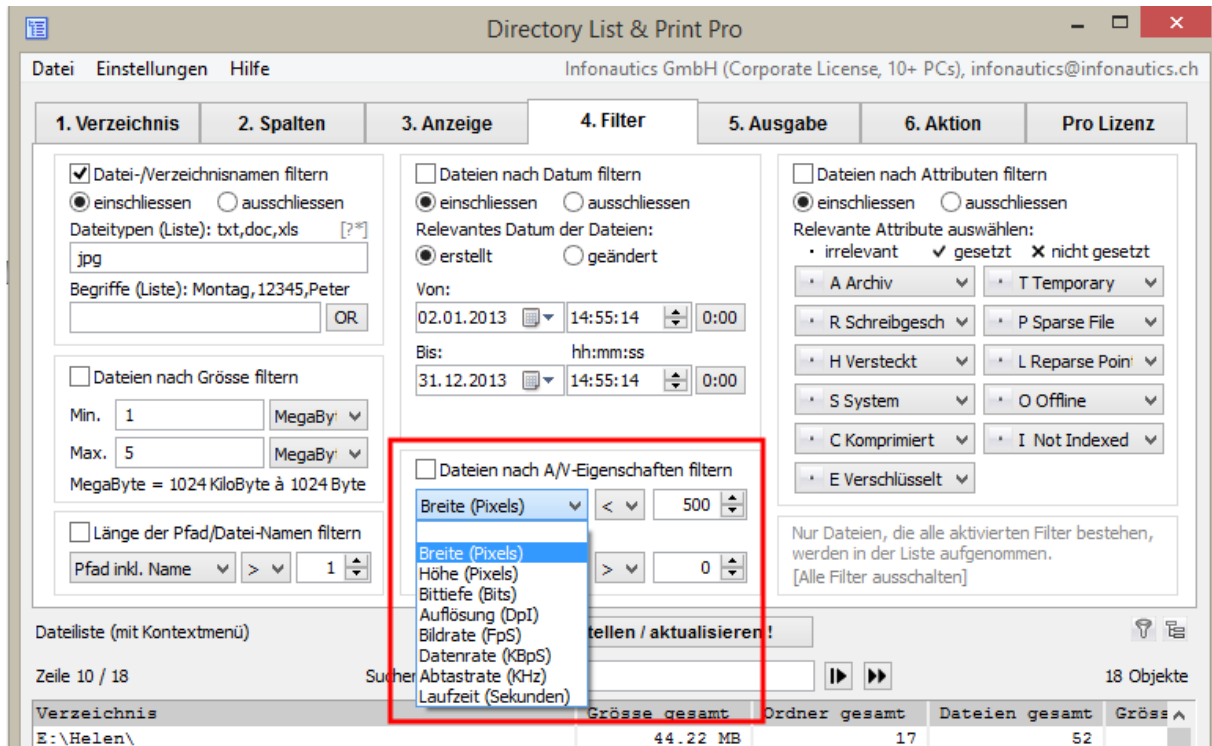 Directory List & Print Pro
Datei Einstellungen Hilfe
Infonautics GmbH (Corporate License, 10+ PCs), infonautics@infonautics.ch
1. Verzeichnis 2. Spalten 3. Anzeige 4. Filter 5. Ausgabe 6. Aktion Pro Lizenz
Datei-/Verzeichnisnamen filtern
einschliessen ausschliessen
Dateitypen (Liste): txt,doc,xls [?*]
jpg
Begriffe (Liste): Montag,12345,Peter
OR
Dateien nach Grösse filtern
Min. 1 MegaByt
Max. 5 MegaByt
MegaByte = 1024 KiloByte à 1024 Byte
Länge der Pfad/Datei-Namen filtern
Pfad inkl. Name > 1
Dateien nach Datum filtern
einschliessen ausschliessen
Relevantes Datum der Dateien:
erstellt geändert
Von:
02.01.2013 14:55:14 0:00
Bis: hh:mm:ss
31.12.2013 14:55:14 0:00
Dateien nach A/V-Eigenschaften filtern
Breite (Pixels) < 500
Breite (Pixels)
Höhe (Pixels)
Bittiefe (Bits)
Auflösung (DpI)
Bildrate (FpS)
Datenrate (KBpS)
Abtastrate (KHz)
Laufzeit (Sekunden)
> 0
Dateien nach Attributen filtern
einschliessen ausschliessen
Relevante Attribute auswählen:
irrelevant gesetzt nicht gesetzt
A Archiv T Temporary
R Schreibgesch P Sparse File
H Versteckt L Reparse Point
S System O Offline
C Komprimiert I Not Indexed
E Verschlüsselt
Nur Dateien, die alle aktivierten Filter bestehen,
werden in der Liste aufgenommen.
[Alle Filter ausschalten]
Dateiliste (mit Kontextmenü) tellen / aktualisieren !
Zeile 10 / 18 Suchen 18 Objekte
Verzeichnis Grösse gesamt Ordner gesamt Dateien gesamt Gröss
E:\Helen\ 44.22 MB 17 52